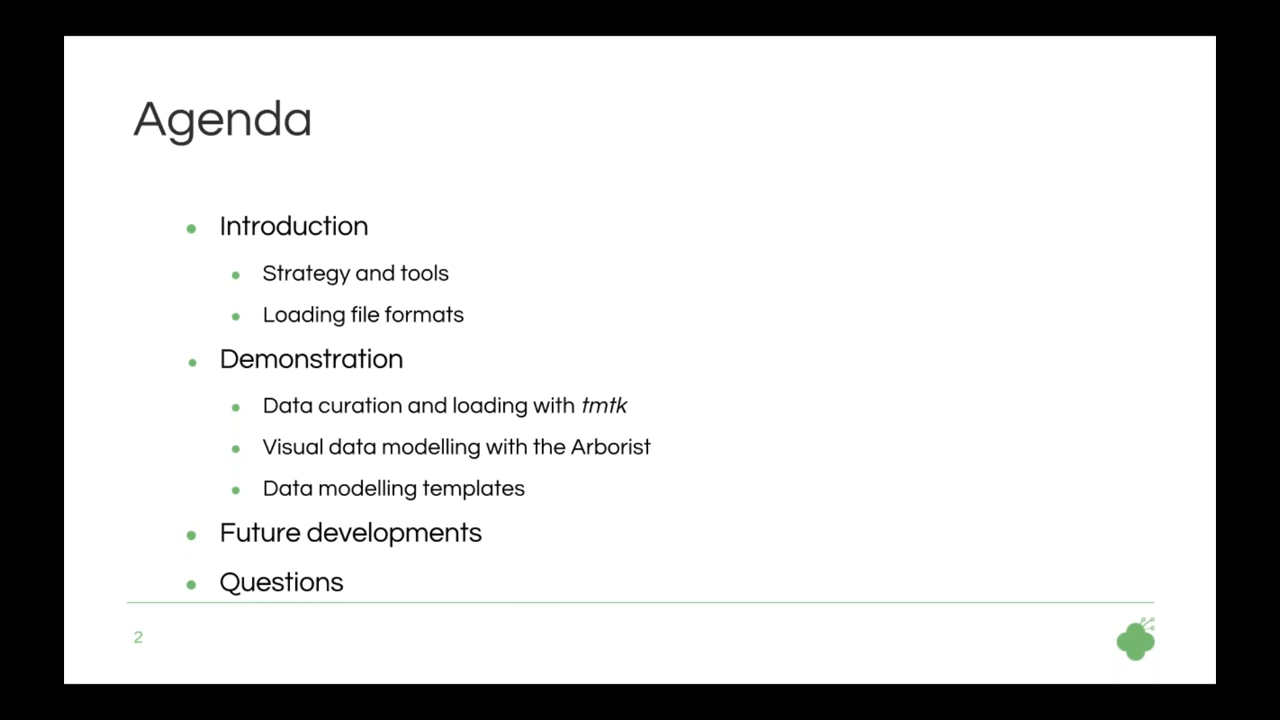 Agenda
Introduction
Strategy and tools
Loading file formats
Demonstration
Data curation and loading with tmtk
Visual data modelling with the Arborist
Data modelling templates
Future developments
Questions
2